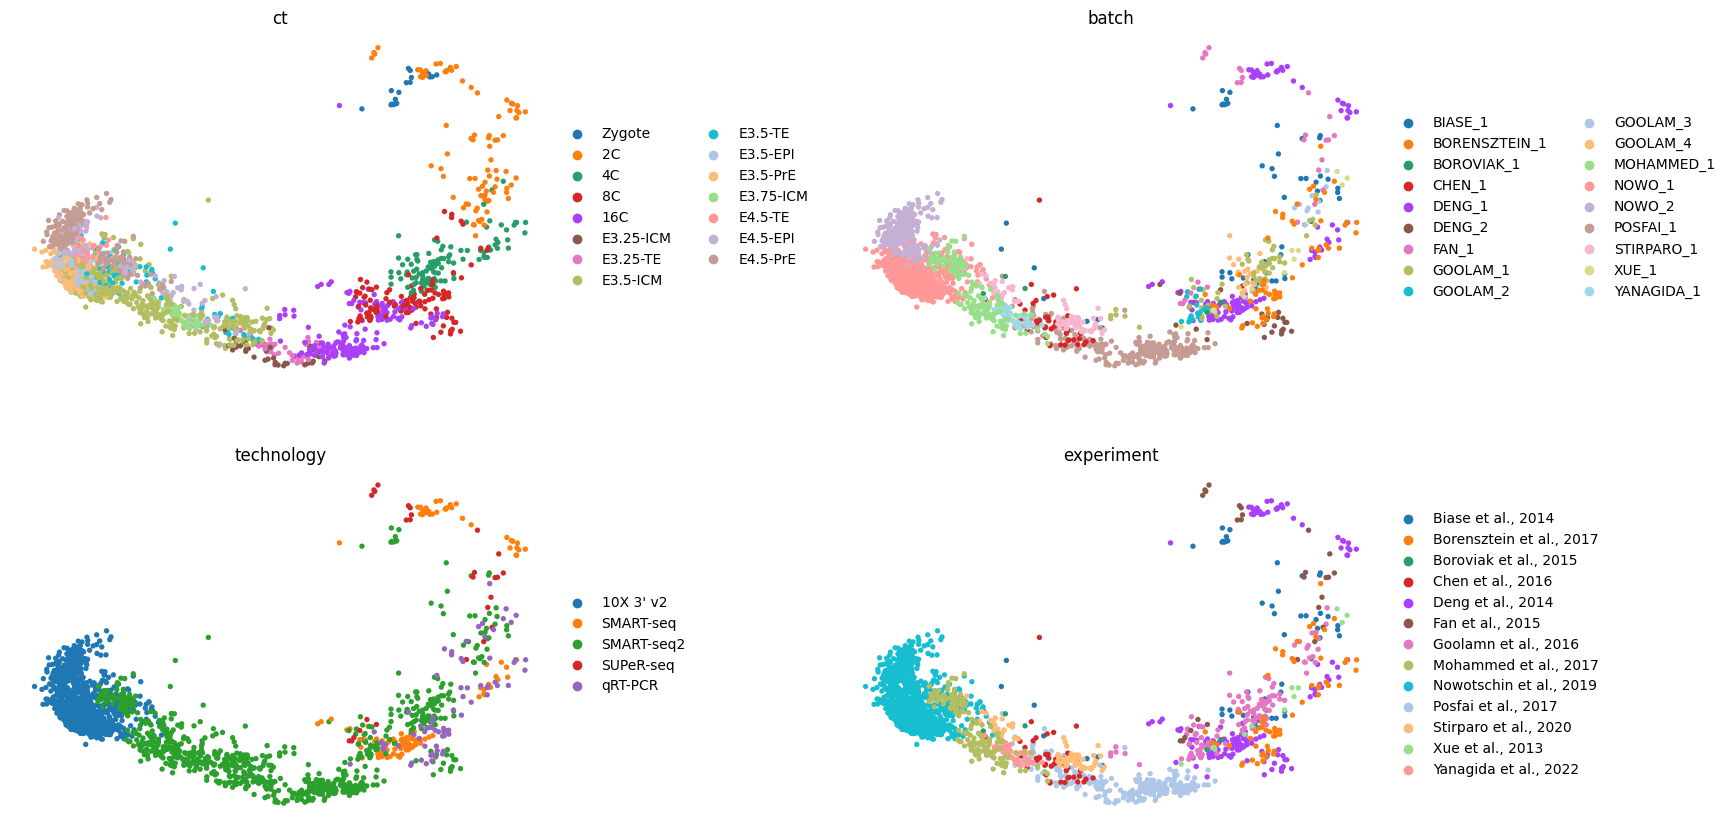 ct
Zygote
2C
4C
8C
16C
E3.25-ICM
E3.25-TE
E3.5-ICM
E3.5-TE
E3.5-EPI
E3.5-PrE
E3.75-ICM
E4.5-TE
E4.5-EPI
E4.5-PrE
batch
BIASE_1
BORENSZTEIN_1
BOROVIAK_1
CHEN_1
DENG_1
DENG_2
FAN_1
GOOLAM_1
GOOLAM_2
GOOLAM_3
GOOLAM_4
MOHAMMED_1
NOWO_1
NOWO_2
POSFAI_1
STIRPARO_1
XUE_1
YANAGIDA_1
technology
10X 3' v2
SMART-seq
SMART-seq2
SUPeR-seq
qRT-PCR
experiment
Biase et al., 2014
Borensztein et al., 2017
Boroviak et al., 2015
Chen et al., 2016
Deng et al., 2014
Fan et al., 2015
Goolamn et al., 2016
Mohammed et al., 2017
Nowotschin et al., 2019
Posfai et al., 2017
Stirparo et al., 2020
Xue et al., 2013
Yanagida et al., 2022